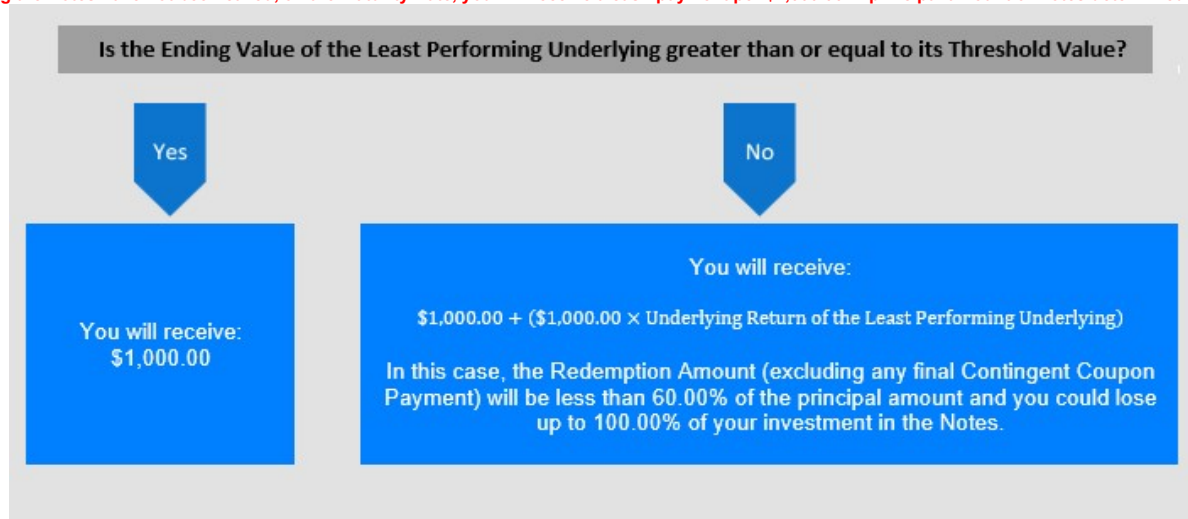 Is the Ending Value of the Least Performing Underlying greater than or equal to its Threshold Value?
Yes
No
You will receive:
$1,000.00
You will receive:
$1,000.00 + ($1,000.00 × Underlying Return of the Least Performing Underlying)
In this case, the Redemption Amount (excluding any final Contingent Coupon
Payment) will be less than 60.00% of the principal amount and you could lose
up to 100.00% of your investment in the Notes.